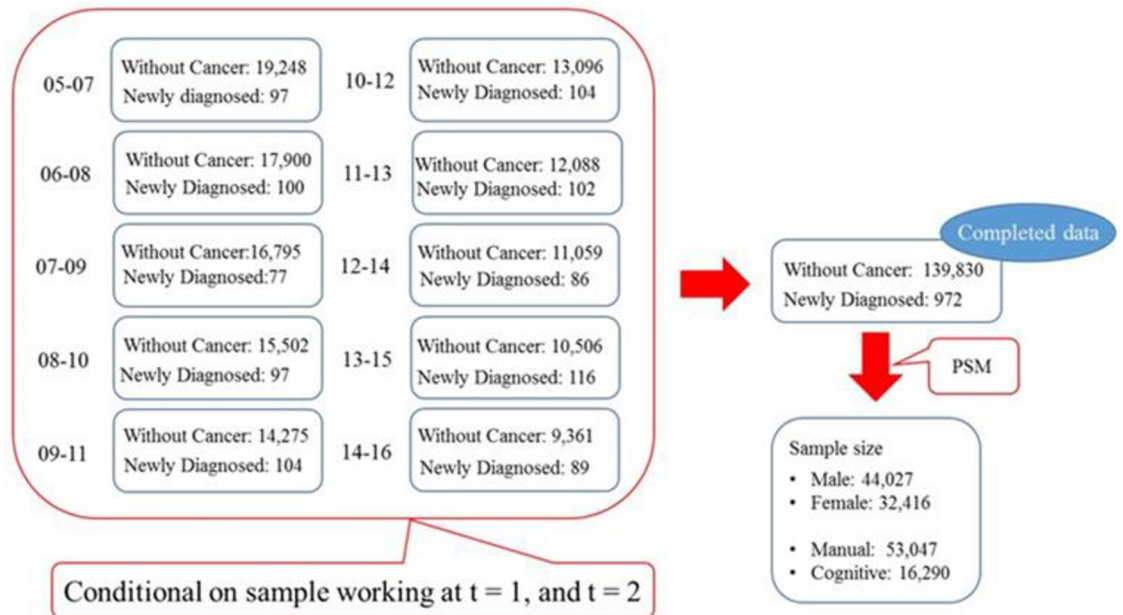 05-07
Without Cancer: 19,248
Newly diagnosed: 97
10-12
Without Cancer: 13,096
Newly Diagnosed: 104
06-08
Without Cancer: 17,900
Newly Diagnosed: 100
11-13
Without Cancer: 12,088
Newly Diagnosed: 102
07-09
Without Cancer:16,795
Newly Diagnosed:77
12-14
Without Cancer: 11,059
Newly Diagnosed: 86
08-10
Without Cancer: 15,502
Newly Diagnosed: 97
13-15
Without Cancer: 10,506
Newly Diagnosed: 116
09-11
Without Cancer: 14,275
Newly Diagnosed: 104
14-16
Without Cancer: 9,361
Newly Diagnosed: 89
Conditional on sample working at t = 1, and t = 2
Completed data
Without Cancer: 139,830
Newly Diagnosed: 972
PSM
Sample size
• Male: 44,027
• Female: 32,416
• Manual: 53,047
• Cognitive: 16,290